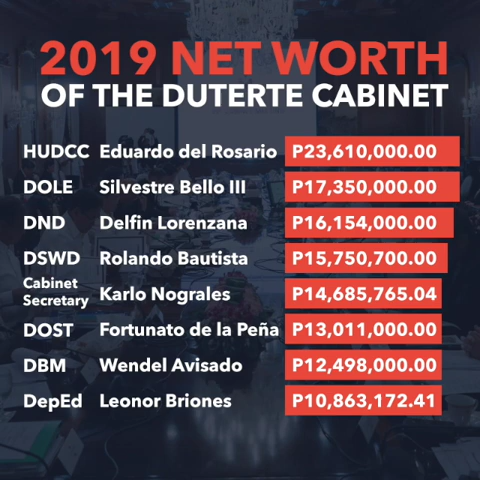 2019 NET WORTH
OF THE DUTERTE CABINET
HUDCC Eduardo del Rosario P23,610,000.00
DOLE Silvestre Bello III P17,350,000.00
DND Delfin Lorenzana P16,154,000.00
DSWD Rolando Bautista P15,750,700.00
Cabinet
Secretary Karlo Nograles P14,685,765.04
DOST Fortunato de la Peña P13,011,000.00
DBM Wendel Avisado P12,498,000.00
DepEd Leonor Briones P10,863,172.41